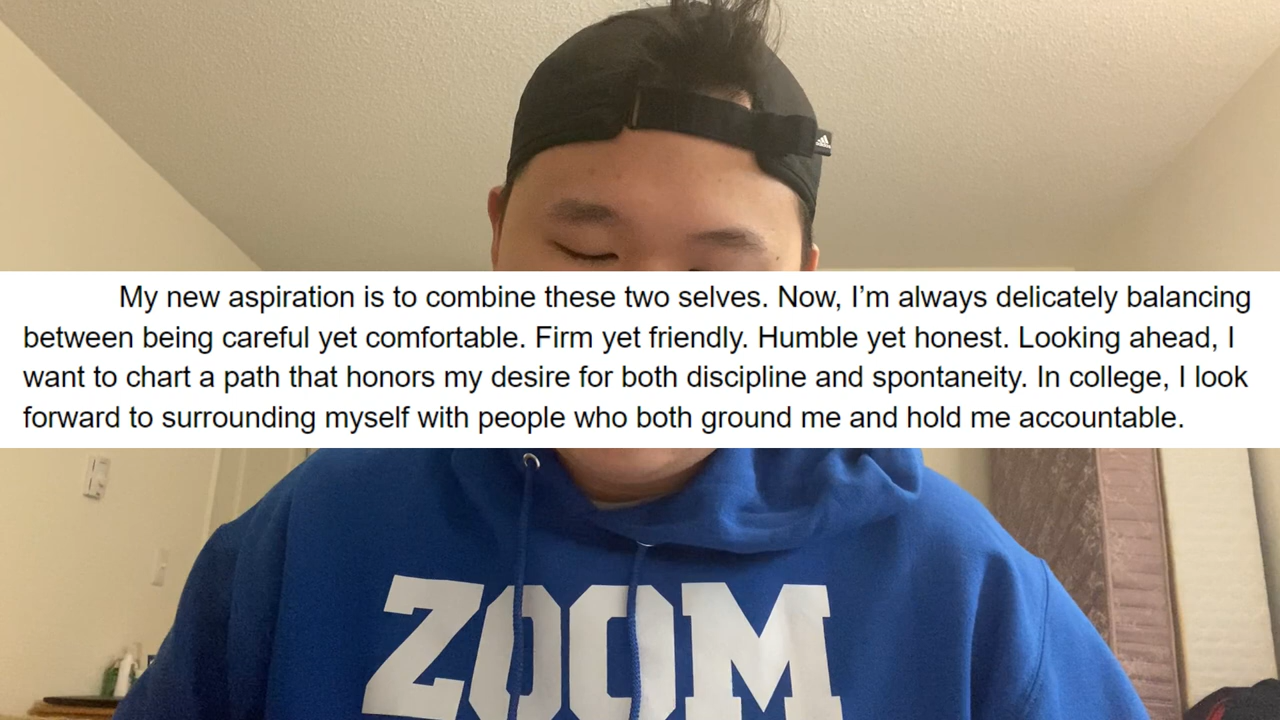 My new aspiration is to combine these two selves. Now, I’m always delicately balancing
between being careful yet comfortable. Firm yet friendly. Humble yet honest. Looking ahead, I
want to chart a path that honors my desire for both discipline and spontaneity. In college, I look
forward to surrounding myself with people who both ground me and hold me accountable.
ZOOM